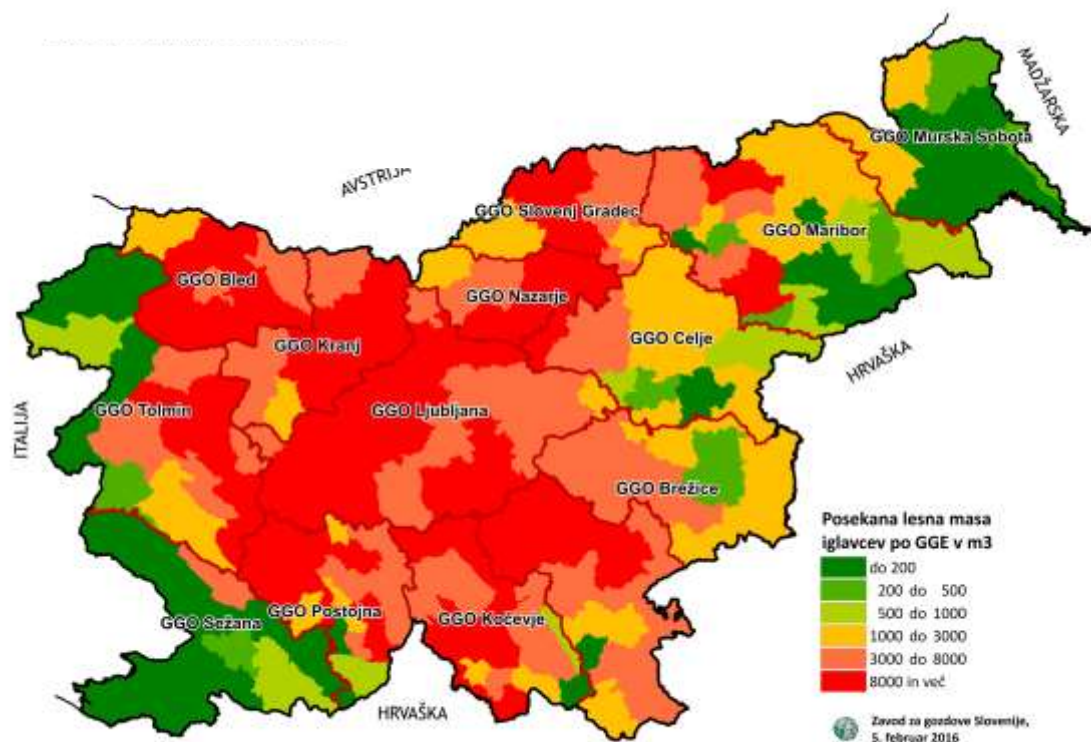 MADŽARSKA
GGO Murska Sobota
AVSTRIJA
GGO Slovenj Gradec
GGO Maribor
GGO Bled
GGO Nazarje
GGO Kranj
GGO Celje
HRVAŠKA
ITALIJA
GGO Tolmin
GGO Ljubljana
GGO Brežice
GGO Sežana
GGO Postojna
GGO Kočevje
HRVAŠKA
Posekana lesna masa
iglavcev po GGE v m3
do 200
200 do 500
500 do 1000
1000 do 3000
3000 do 8000
8000 in več
Zavod za gozdove Slovenije,
5. februar 2016